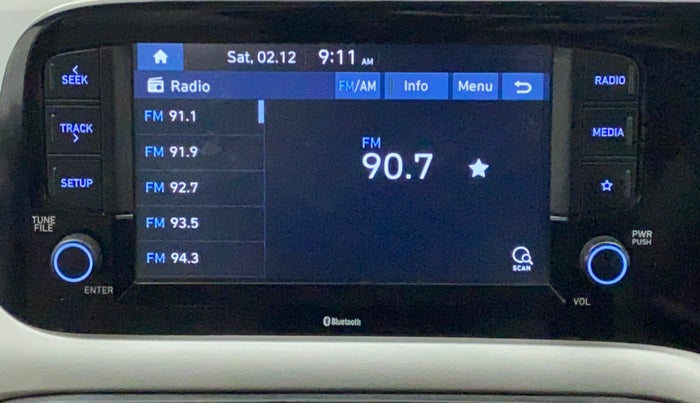 Sat, 02.12 9:11 AM
Radio FM/AM Info Menu
FM 91.1
FM 91.9
FM 92.7
FM 93.5
FM 94.3
FM
90.7
SCAN
< SEEK
TRACK >
SETUP
TUNE
FILE
ENTER
RADIO
MEDIA
PWR
PUSH
VOL
Bluetooth